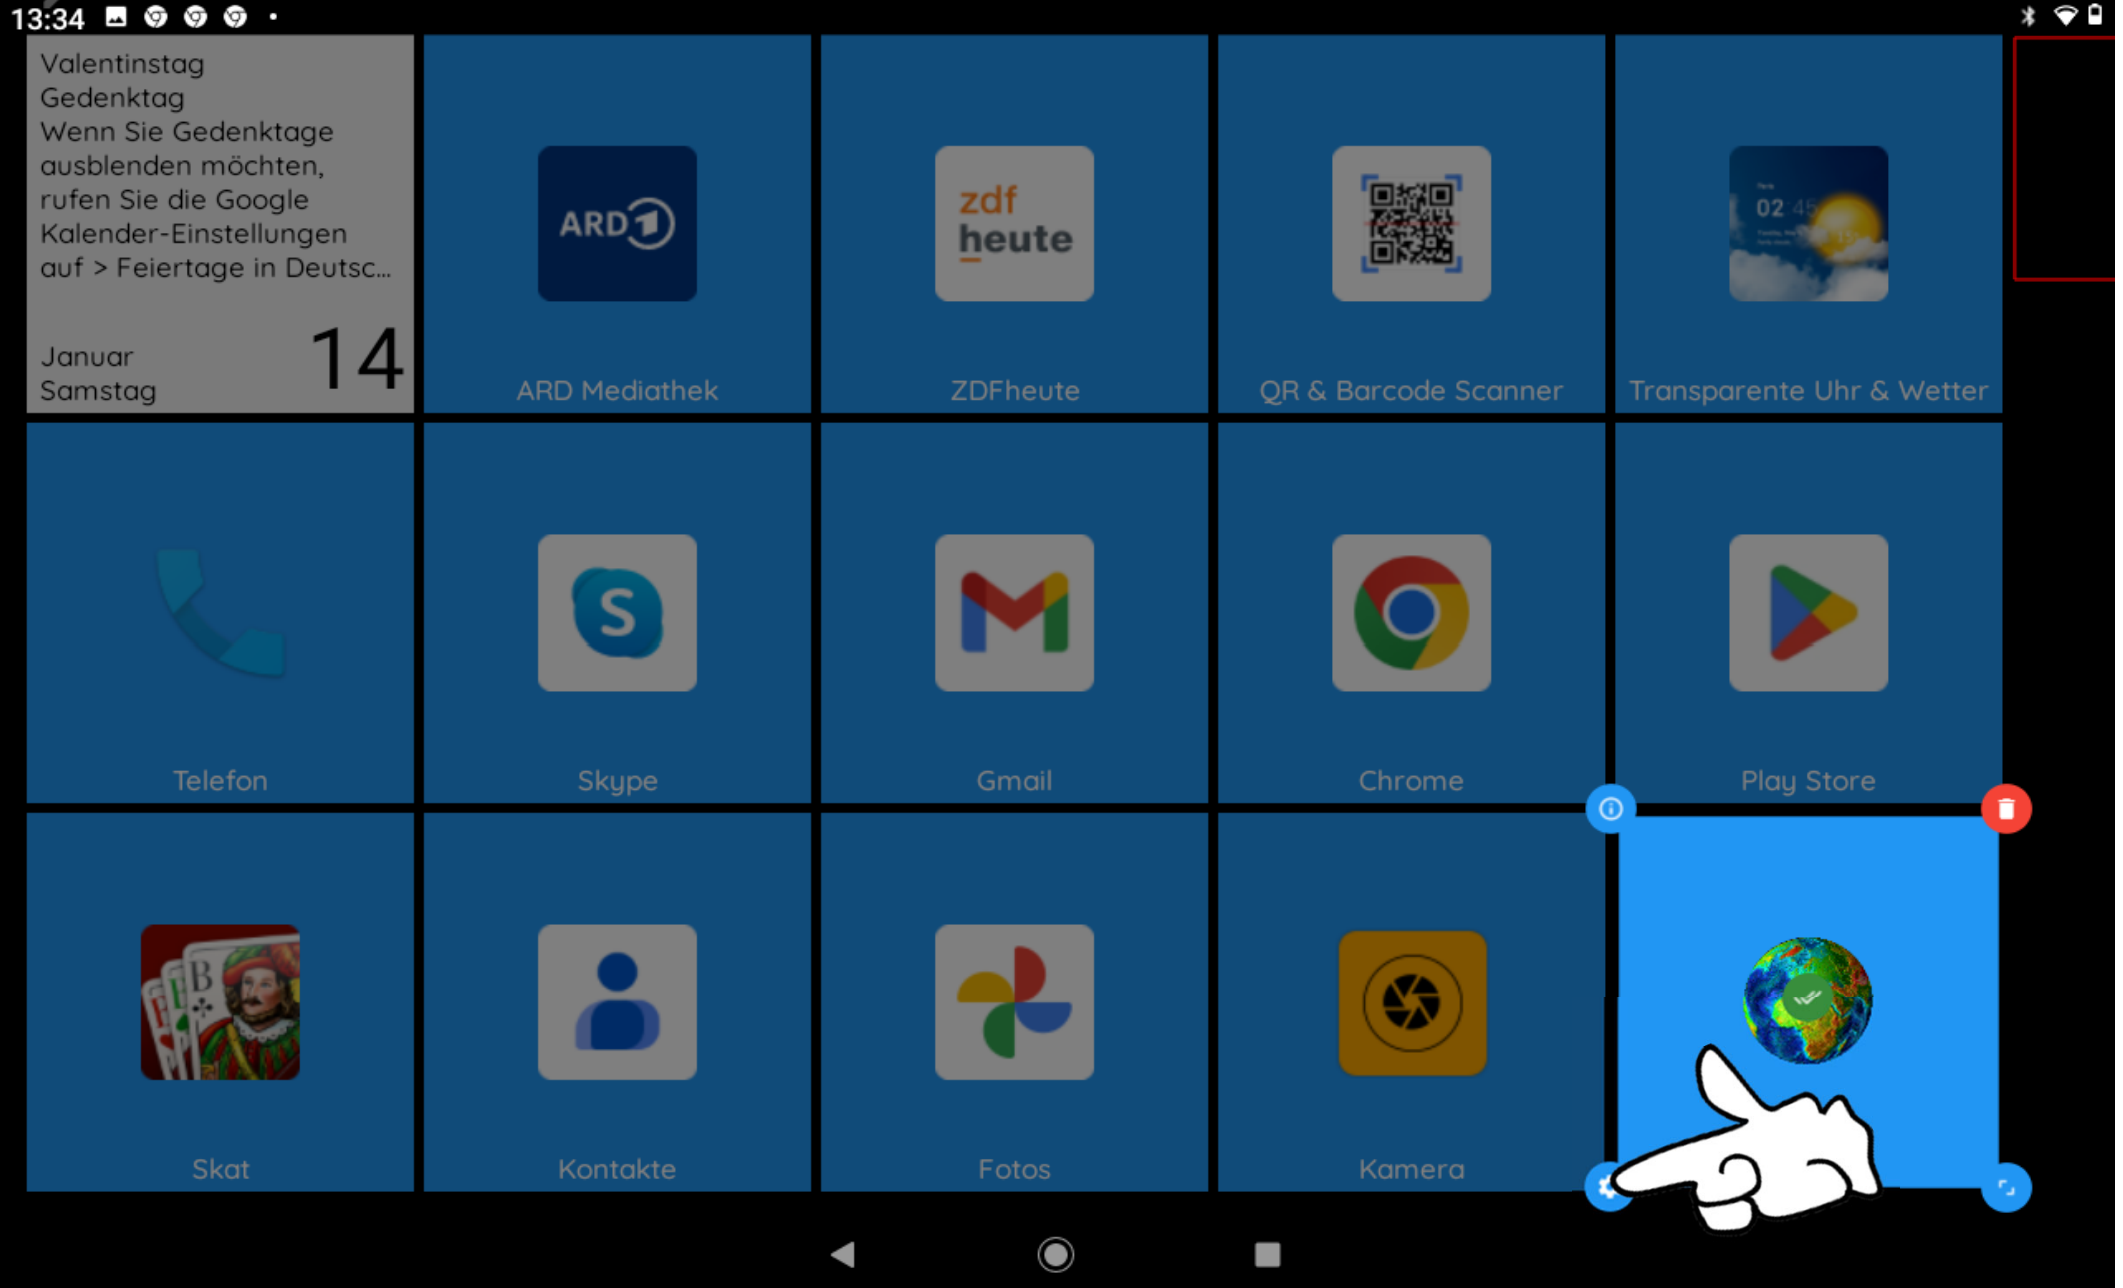 13:34
Valentinstag
Gedenktag
Wenn Sie Gedenktage
ausblenden möchten,
rufen Sie die Google
Kalender-Einstellungen
auf > Feiertage in Deutsc...
Januar
Samstag
14
ARD
ARD Mediathek
zdf
heute
ZDFheute
QR & Barcode Scanner
02:45
Transparente Uhr & Wetter
Telefon
S
Skype
Gmail
Chrome
Play Store
B
Skat
Kontakte
Fotos
Kamera